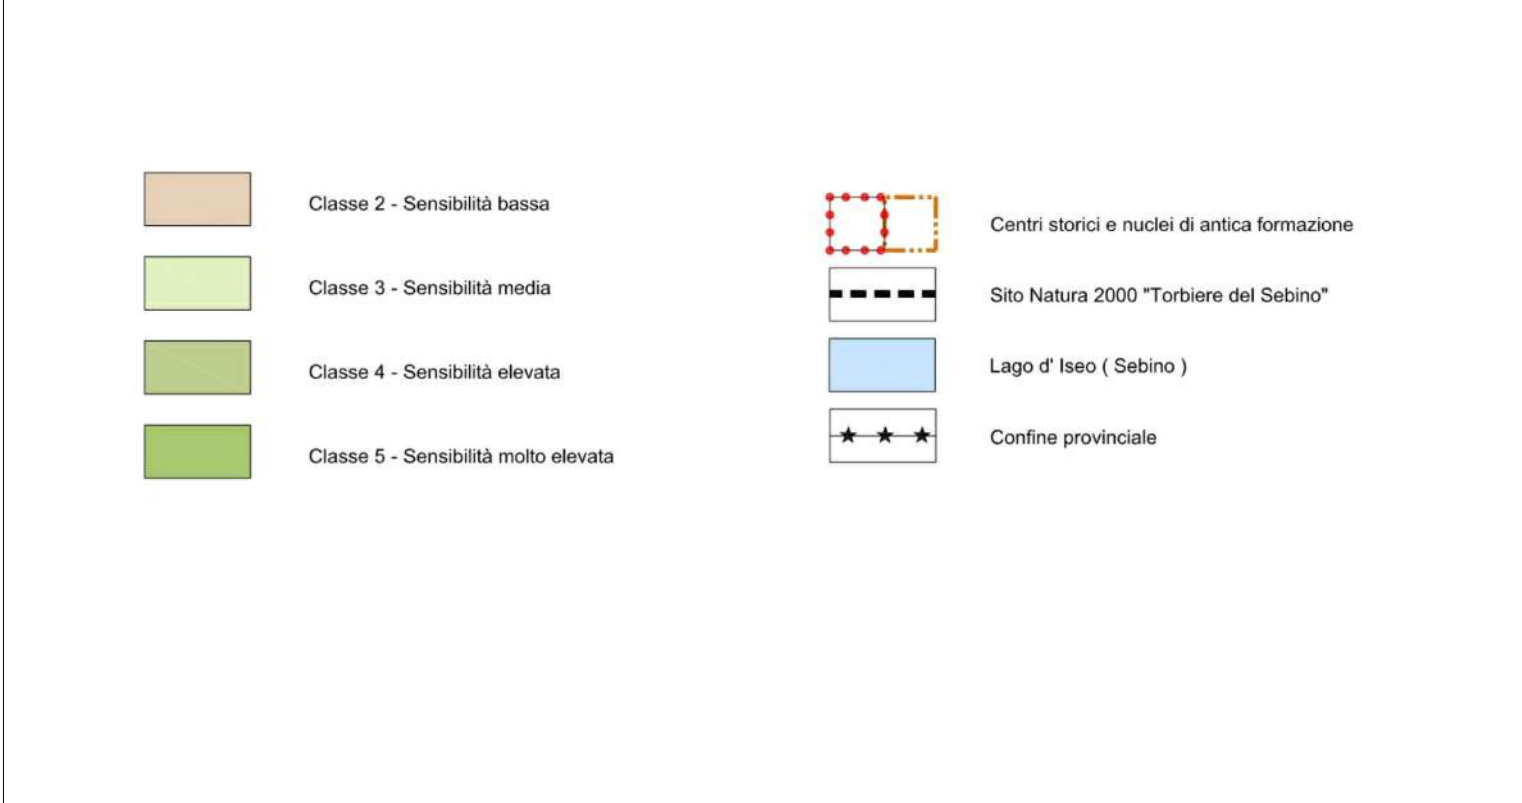 Classe 2 - Sensibilità bassa
Classe 3 - Sensibilità media
Classe 4 - Sensibilità elevata
Classe 5 - Sensibilità molto elevata
Centri storici e nuclei di antica formazione
Sito Natura 2000 "Torbiere del Sebino"
Lago d' Iseo ( Sebino )
Confine provinciale